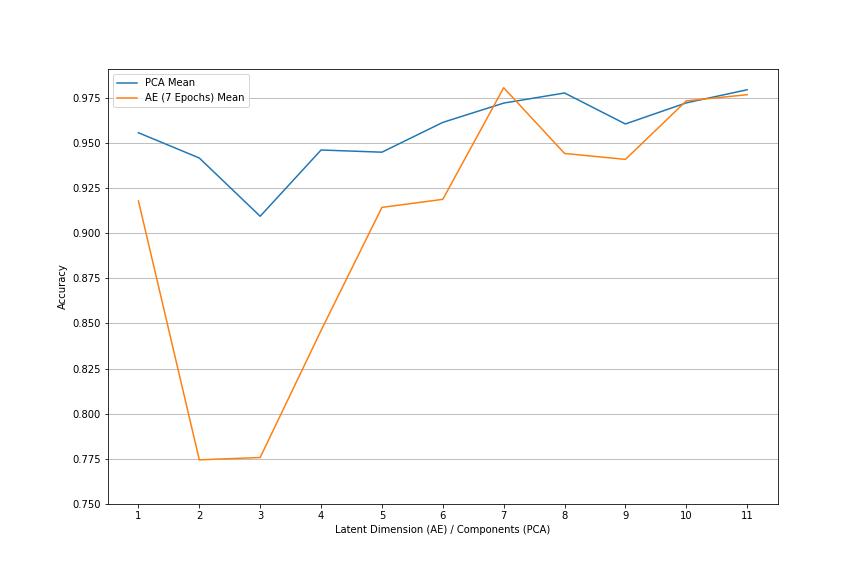 PCA Mean
AE (7 Epochs) Mean
Accuracy
0.975
0.950
0.925
0.900
0.875
0.850
0.825
0.800
0.775
0.750
1 2 3 4 5 6 7 8 9 10 11
Latent Dimension (AE) / Components (PCA)